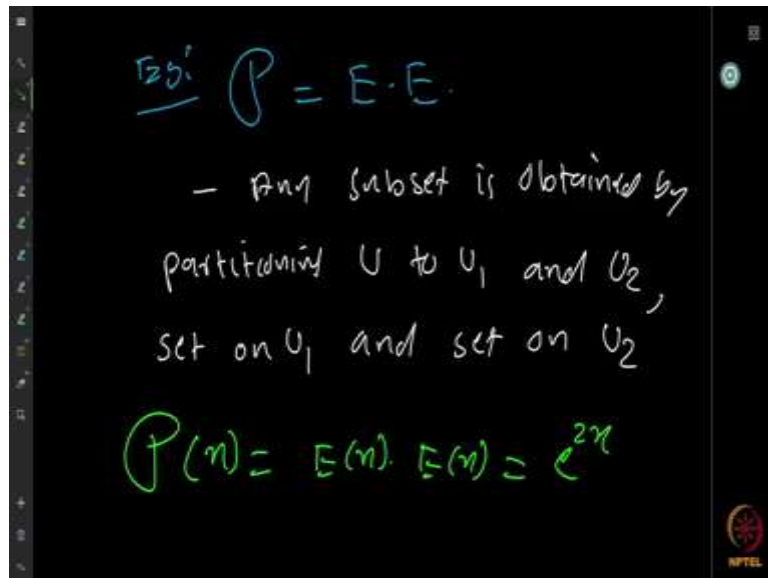 Eg: P = E·E.
– Any subset is obtained by
partitioning U to U₁ and U₂,
set on U₁ and set on U₂
P(x) = E(x). E(x) = e²ˣ
NPTEL